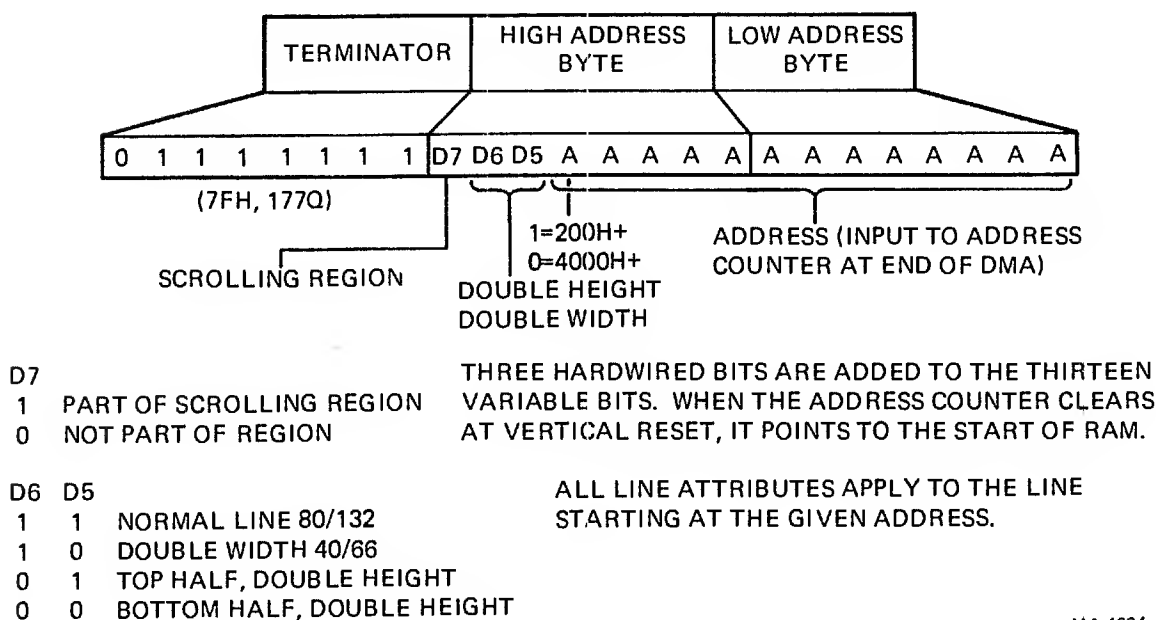 TERMINATOR
HIGH ADDRESS
BYTE
LOW ADDRESS
BYTE
0 1 1 1 1 1 1 1 D7 D6 D5 A A A A A A A A A A A A A
(7FH, 177Q)
SCROLLING REGION
1=200H+
0=4000H+
DOUBLE HEIGHT
DOUBLE WIDTH
ADDRESS (INPUT TO ADDRESS
COUNTER AT END OF DMA)
D7
1 PART OF SCROLLING REGION
0 NOT PART OF REGION
THREE HARDWIRED BITS ARE ADDED TO THE THIRTEEN
VARIABLE BITS. WHEN THE ADDRESS COUNTER CLEARS
AT VERTICAL RESET, IT POINTS TO THE START OF RAM.
D6 D5
1 1 NORMAL LINE 80/132
1 0 DOUBLE WIDTH 40/66
0 1 TOP HALF, DOUBLE HEIGHT
0 0 BOTTOM HALF, DOUBLE HEIGHT
ALL LINE ATTRIBUTES APPLY TO THE LINE
STARTING AT THE GIVEN ADDRESS.